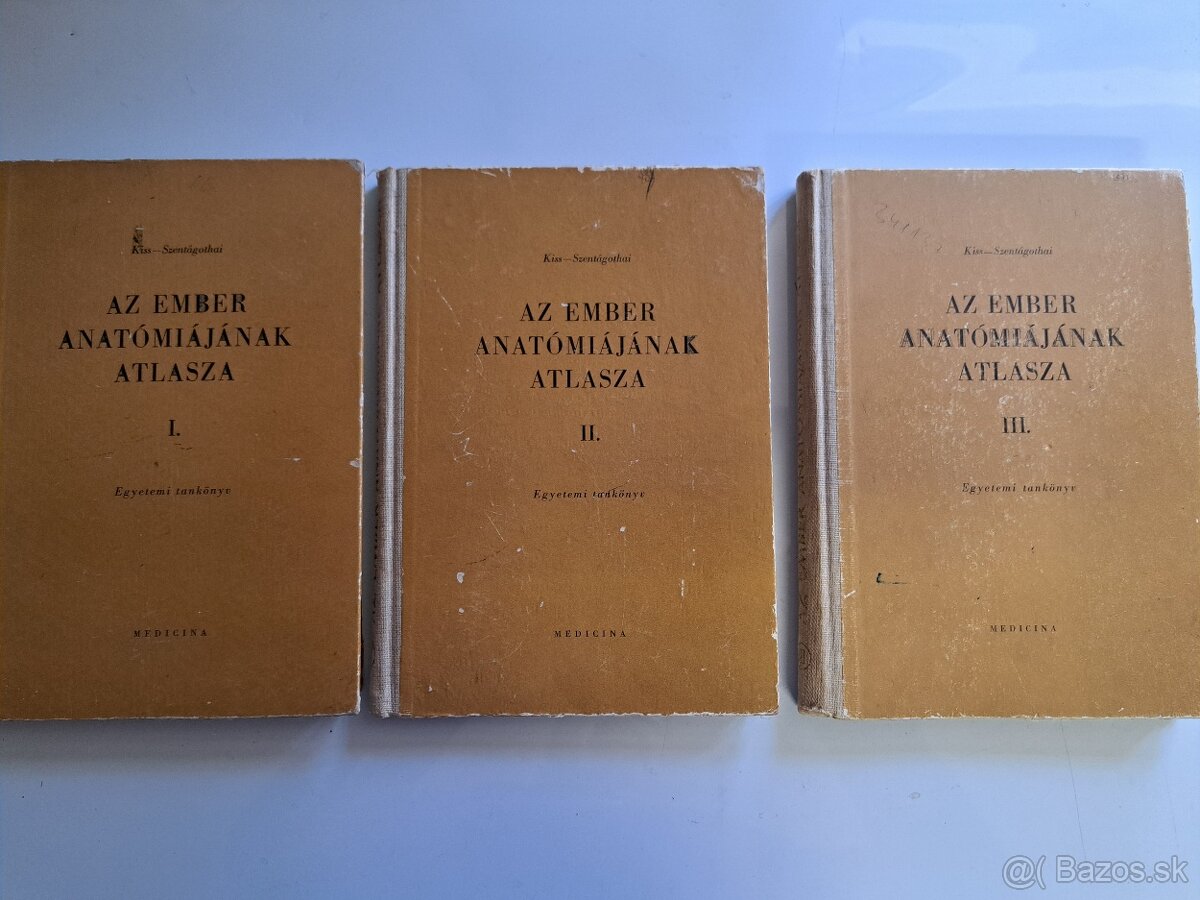 Kiss—Szentágothai
AZ EMBER
ANATÓMIÁJÁNAK
ATLASZA
I.
Egyetemi tankönyv
MEDICINA
Kiss—Szentágothai
AZ EMBER
ANATÓMIÁJÁNAK
ATLASZA
II.
Egyetemi tankönyv
MEDICINA
Kiss—Szentágothai
AZ EMBER
ANATÓMIÁJÁNAK
ATLASZA
III.
Egyetemi tankönyv
MEDICINA
@( Bazos.sk